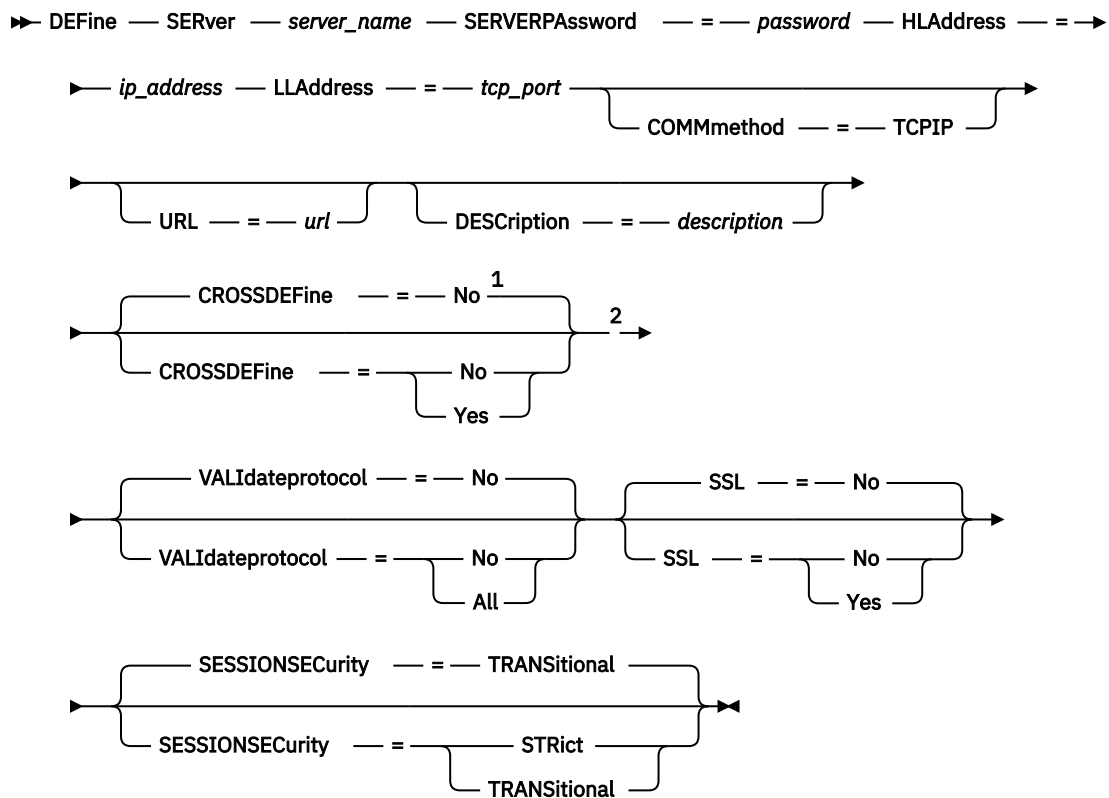 DEFine SERver server_name SERVERPAssword = password HLAddress =
ip_address LLAddress = tcp_port
COMMmethod = TCPIP
URL = url DESCription = description
CROSSDEFine = No 1
2
CROSSDEFine = No
Yes
VALIdateprotocol = No SSL = No
VALIdateprotocol = No SSL = No
All Yes
SESSIONSECurity = TRANSitional
SESSIONSECurity = STRict
TRANSitional